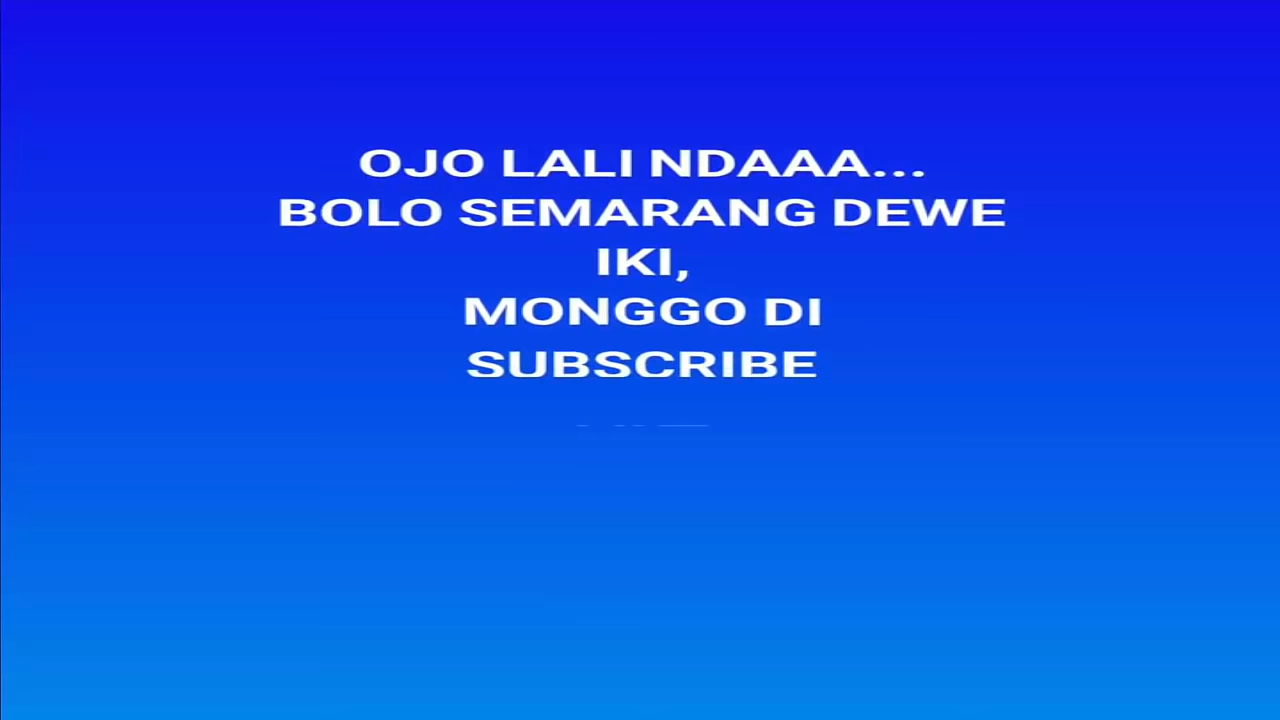 OJO LALI NDAAA...
BOLO SEMARANG DEWE
IKI,
MONGGO DI
SUBSCRIBE